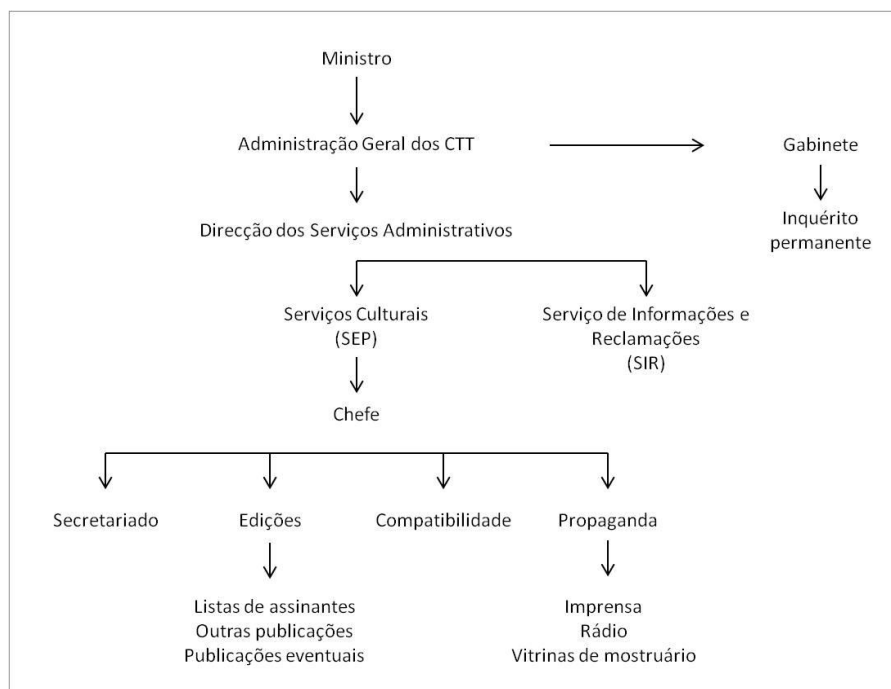 Ministro
Administração Geral dos CTT
Gabinete
Direcção dos Serviços Administrativos
Inquérito
permanente
Serviços Culturais
(SEP)
Serviço de Informações e
Reclamações
(SIR)
Chefe
Secretariado
Edições
Compatibilidade
Propaganda
Listas de assinantes
Outras publicações
Publicações eventuais
Imprensa
Rádio
Vitrinas de mostruário